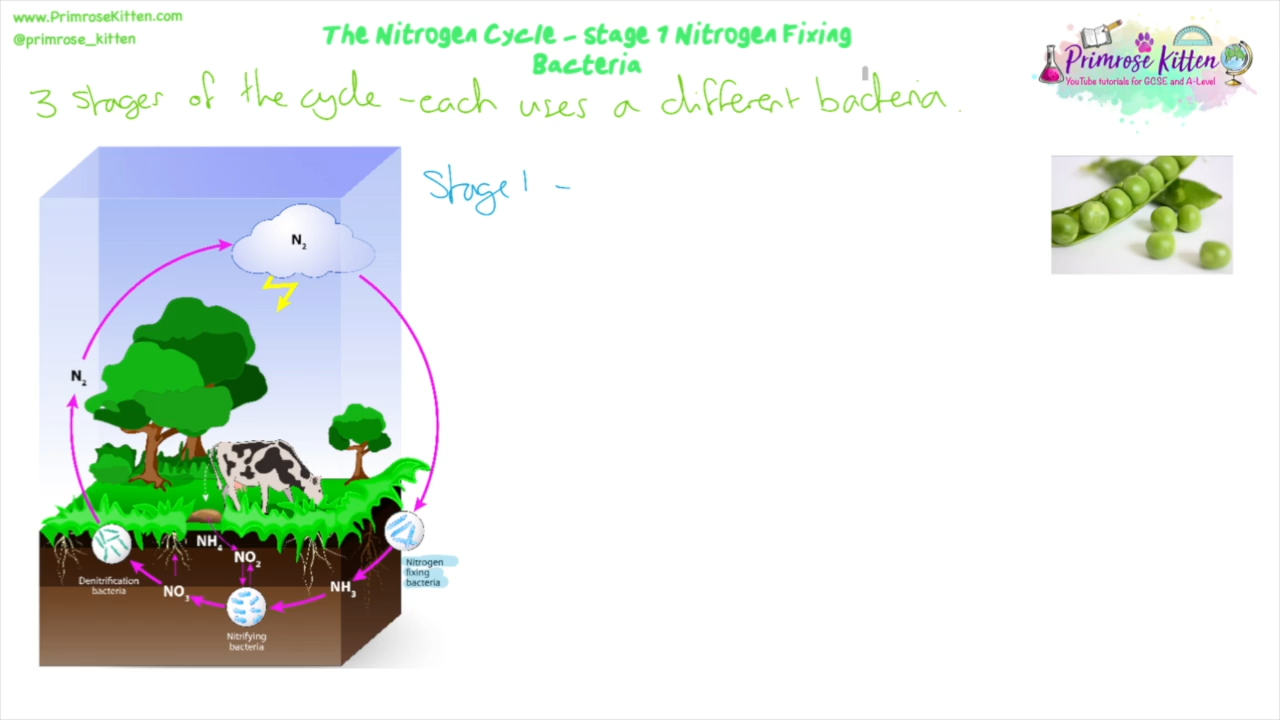 www.PrimroseKitten.com
@primrose_kitten
The Nitrogen Cycle - stage 1 Nitrogen Fixing
Bacteria
Primrose Kitten
YouTube tutorials for GCSE and A-Level
3 stages of the cycle - each uses a different bacteria.
Stage 1 -
N2
N2
NH4
NO2
NO3
NH3
Nitrogen
fixing
bacteria
Denitrification
bacteria
Nitrifying
bacteria